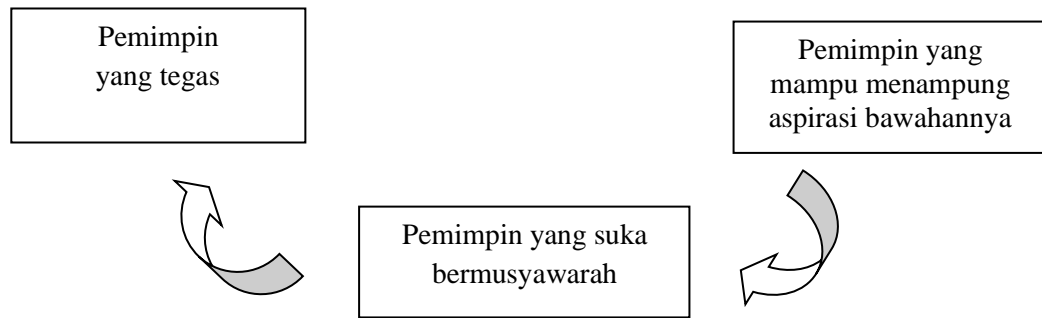 Pemimpin
yang tegas
Pemimpin yang
mampu menampung
aspirasi bawahannya
Pemimpin yang suka
bermusyawarah